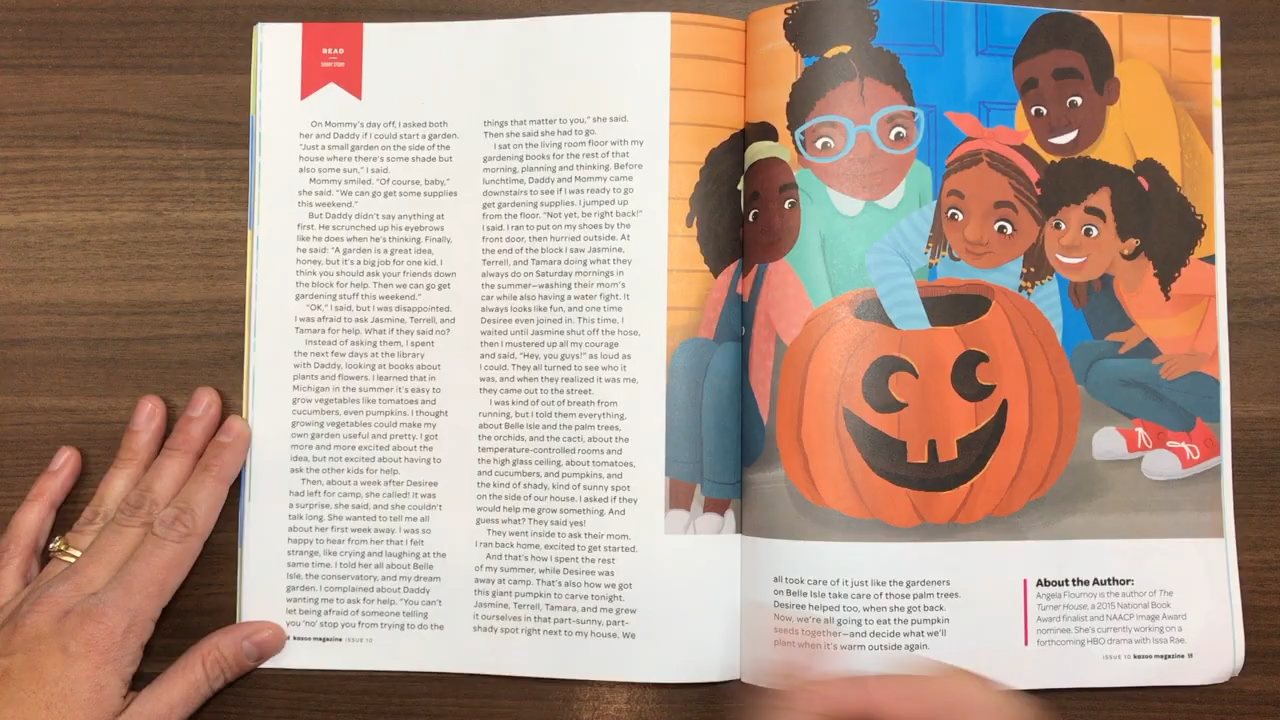 READ
SHORT STORY
On Mommy's day off, I asked both
her and Daddy if I could start a garden.
"Just a small garden on the side of the
house where there's some shade but
also some sun," I said.
Mommy smiled. "Of course, baby,"
she said. "We can go get some supplies
this weekend."
But Daddy didn't say anything at
first. He scrunched up his eyebrows
like he does when he's thinking. Finally,
he said: "A garden is a great idea,
honey, but it's a big job for one kid. I
think you should ask your friends down
the block for help. Then we can go get
gardening stuff this weekend."
"OK," I said, but I was disappointed.
I was afraid to ask Jasmine, Terrell, and
Tamara for help. What if they said no?
Instead of asking them, I spent
the next few days at the library
with Daddy, looking at books about
plants and flowers. I learned that in
Michigan in the summer it's easy to
grow vegetables like tomatoes and
cucumbers, even pumpkins. I thought
growing vegetables could make my
own garden useful and pretty. I got
more and more excited about the
idea, but not excited about having to
ask the other kids for help.
Then, about a week after Desiree
had left for camp, she called! It was
a surprise, she said, and she couldn't
talk long. She wanted to tell me all
about her first week away. I was so
happy to hear from her that I felt
strange, like crying and laughing at the
same time. I told her all about Belle
Isle, the conservatory, and my dream
garden. I complained about Daddy
wanting me to ask for help. "You can't
let being afraid of someone telling
you 'no' stop you from trying to do the
kazoo magazine ISSUE 10
things that matter to you," she said.
Then she said she had to go.
I sat on the living room floor with my
gardening books for the rest of that
morning, planning and thinking. Before
lunchtime, Daddy and Mommy came
downstairs to see if I was ready to go
get gardening supplies. I jumped up
from the floor. "Not yet, be right back!"
I said. I ran to put on my shoes by the
front door, then hurried outside. At
the end of the block I saw Jasmine,
Terrell, and Tamara doing what they
always do on Saturday mornings in
the summer—washing their mom's
car while also having a water fight. It
always looks like fun, and one time
Desiree even joined in. This time, I
waited until Jasmine shut off the hose,
then I mustered up all my courage
and said, "Hey, you guys!" as loud as
I could. They all turned to see who it
was, and when they realized it was me,
they came out to the street.
I was kind of out of breath from
running, but I told them everything,
about Belle Isle and the palm trees,
the orchids, and the cacti, about the
temperature-controlled rooms and
the high glass ceiling, about tomatoes,
and cucumbers, and pumpkins, and
the kind of shady, kind of sunny spot
on the side of our house. I asked if they
would help me grow something. And
guess what? They said yes!
They went inside to ask their mom.
I ran back home, excited to get started.
And that's how I spent the rest
of my summer, while Desiree was
away at camp. That's also how we got
this giant pumpkin to carve tonight.
Jasmine, Terrell, Tamara, and me grew
it ourselves in that part-sunny, part-
shady spot right next to my house. We
all took care of it just like the gardeners
on Belle Isle take care of those palm trees.
Desiree helped too, when she got back.
Now, we're all going to eat the pumpkin
seeds together—and decide what we'll
plant when it's warm outside again.
About the Author:
Angela Flournoy is the author of The
Turner House, a 2015 National Book
Award finalist and NAACP Image Award
nominee. She's currently working on a
forthcoming HBO drama with Issa Rae.
ISSUE 10 kazoo magazine